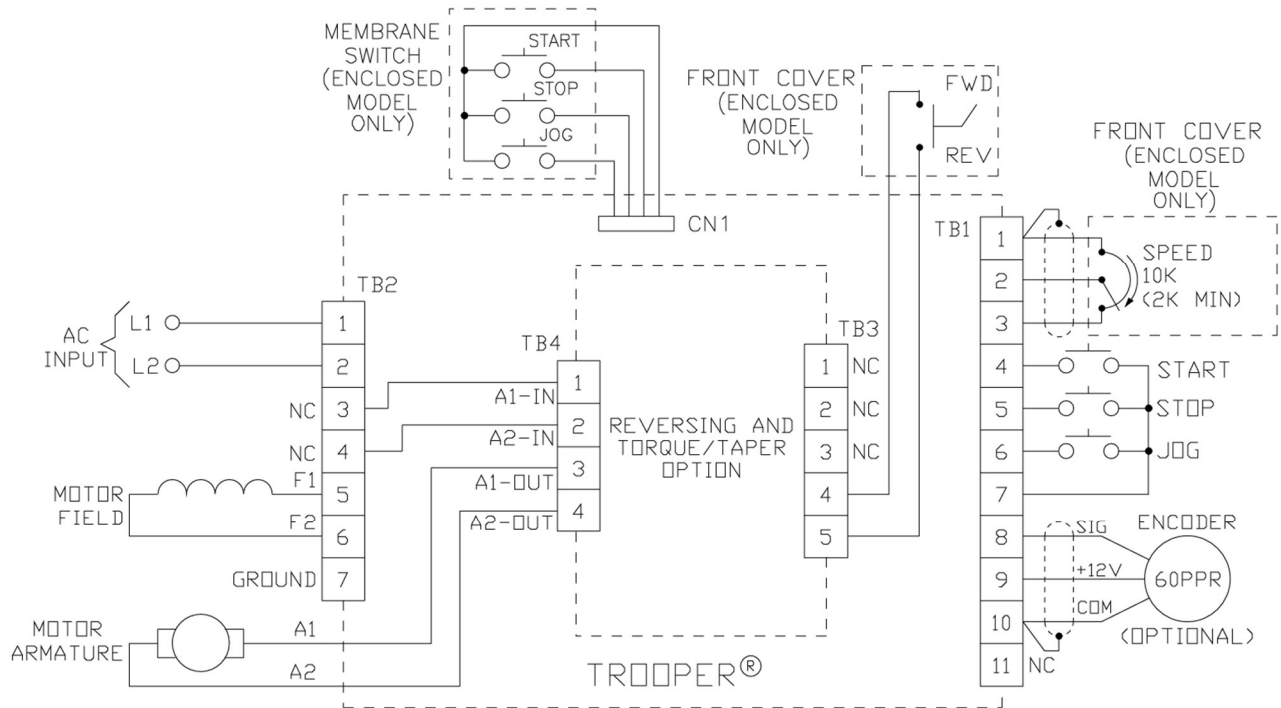 MEMBRANE
SWITCH
(ENCLOSED
MODEL
ONLY)
START
STOP
JOG
CN1
FRONT COVER
(ENCLOSED
MODEL
ONLY)
FWD
REV
FRONT COVER
(ENCLOSED
MODEL
ONLY)
SPEED
10K
(2K MIN)
TB1
1
2
3
4
5
6
7
8
9
10
11
NC
START
STOP
JOG
SIG
+12V
COM
ENCODER
60PPR
(OPTIONAL)
TB2
1
2
3
4
5
6
7
AC
INPUT
L1
L2
NC
NC
F1
F2
MOTOR
FIELD
GROUND
MOTOR
ARMATURE
A1
A2
TB4
1
2
3
4
A1-IN
A2-IN
A1-OUT
A2-OUT
REVERSING AND
TORQUE/TAPER
OPTION
TB3
1 NC
2 NC
3 NC
4
5
TROOPER®